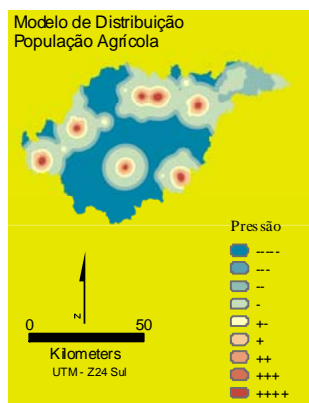 Modelo de Distribuição
População Agrícola
Pressão
-----
---
--
-
+-
+
++
+++
++++
N
0 50
Kilometers
UTM - Z24 Sul